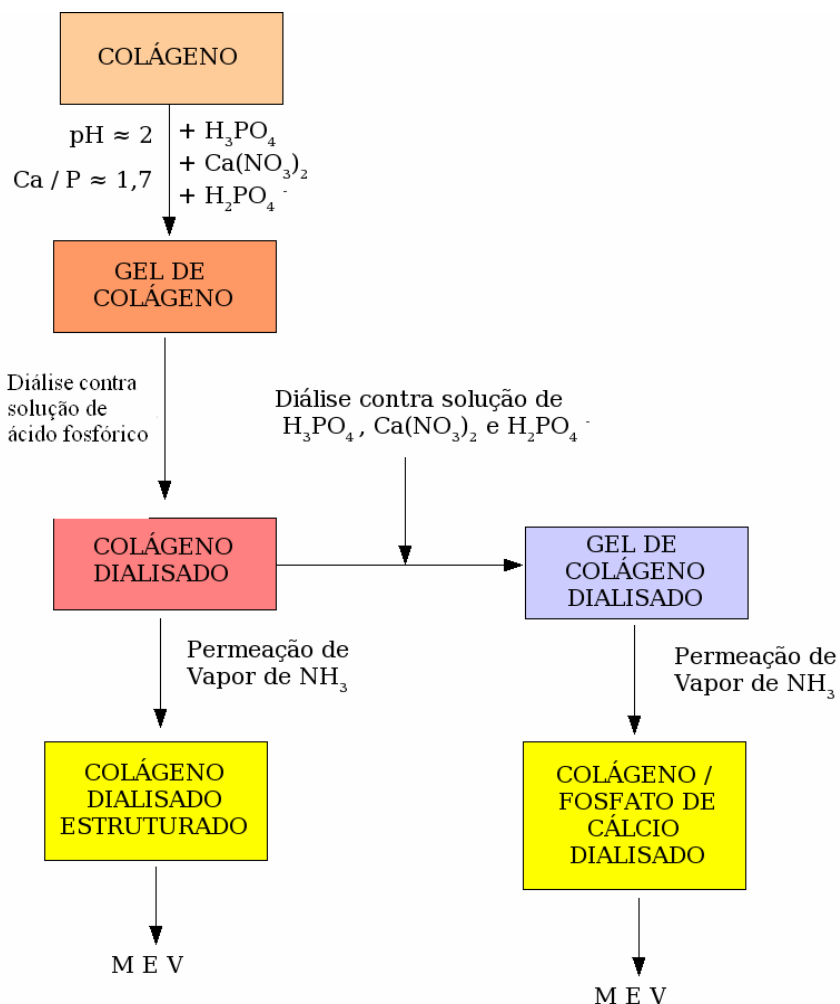 COLÁGENO
pH ≈ 2
Ca / P ≈ 1,7
+ H₃PO₄
+ Ca(NO₃)₂
+ H₂PO₄⁻
GEL DE
COLÁGENO
Diálise contra
solução de
ácido fosfórico
Diálise contra solução de
H₃PO₄ , Ca(NO₃)₂ e H₂PO₄⁻
COLÁGENO
DIALISADO
GEL DE
COLÁGENO
DIALISADO
Permeação de
Vapor de NH₃
Permeação de
Vapor de NH₃
COLÁGENO
DIALISADO
ESTRUTURADO
COLÁGENO /
FOSFATO DE
CÁLCIO
DIALISADO
M E V
M E V